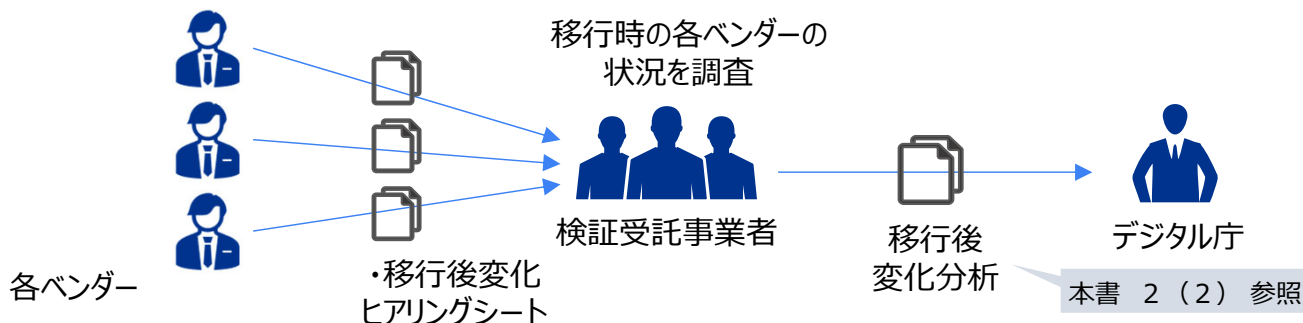 移行時の各ベンダーの
状況を調査
検証受託事業者
移行後
変化分析
デジタル庁
各ベンダー
・移行後変化
ヒアリングシート
本書 2（2） 参照